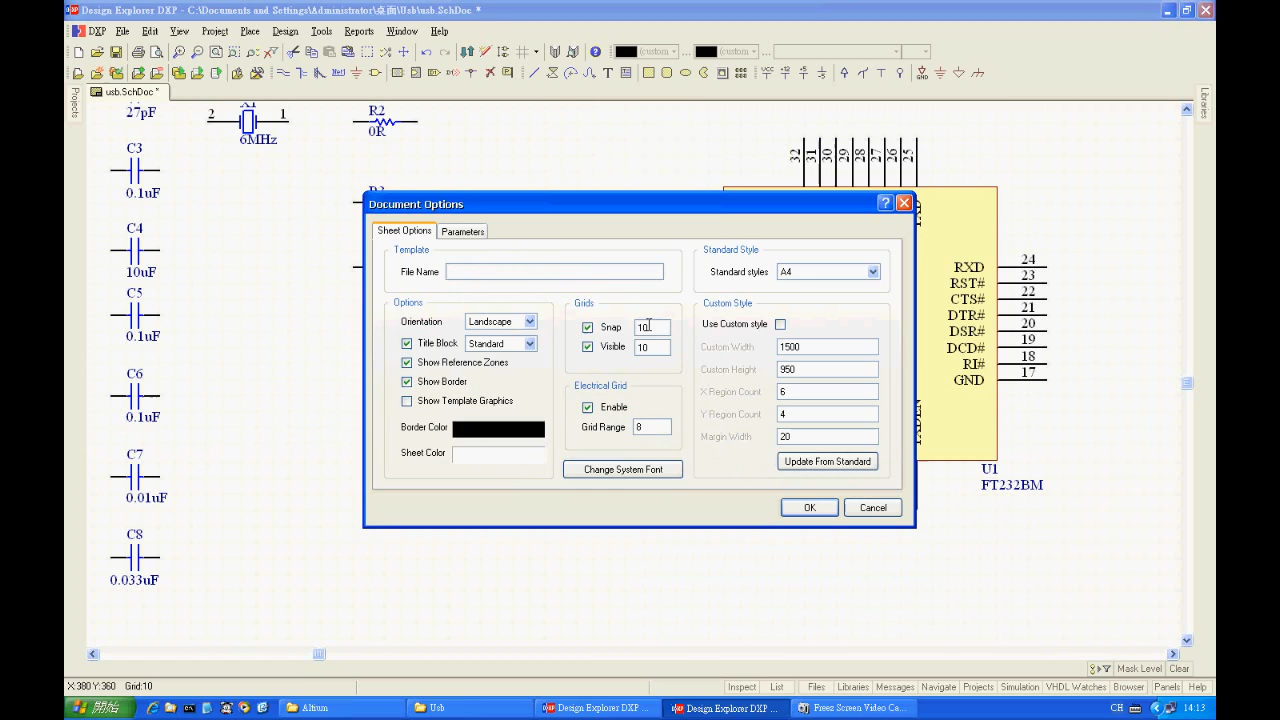 Design Explorer DXP - C:\Documents and Settings\Administrator\桌面\Usb\usb.SchDoc *
DXP File Edit View Project Place Design Tools Reports Window Help
(custom (custom
usb.SchDoc *
Projects
Libraries
27pF
X1
2 1
6MHz
R2
0R
C3
0.1uF
C4
10uF
C5
0.1uF
C6
0.1uF
C7
0.01uF
C8
0.033uF
32 31 30 29 28 27 26 25
RXD 24
RST# 23
CTS# 22
DTR# 21
DSR# 20
DCD# 19
RI# 18
GND 17
U1
FT232BM
Document Options
Sheet Options Parameters
Template
File Name
Standard Style
Standard styles A4
Options
Orientation Landscape
Title Block Standard
Show Reference Zones
Show Border
Show Template Graphics
Border Color
Sheet Color
Grids
Snap 10
Visible 10
Electrical Grid
Enable
Grid Range 8
Change System Font
Custom Style
Use Custom style
Custom Width 1500
Custom Height 950
X Region Count 6
Y Region Count 4
Margin Width 20
Update From Standard
OK Cancel
Mask Level Clear
X:380 Y:360 Grid:10
Inspect List Files Libraries Messages Navigate Projects Simulation VHDL Watches Browser Panels Help
開始 Altium Usb Design Explorer DXP ... Design Explorer DXP ... Freez Screen Video Ca... CH 14:13